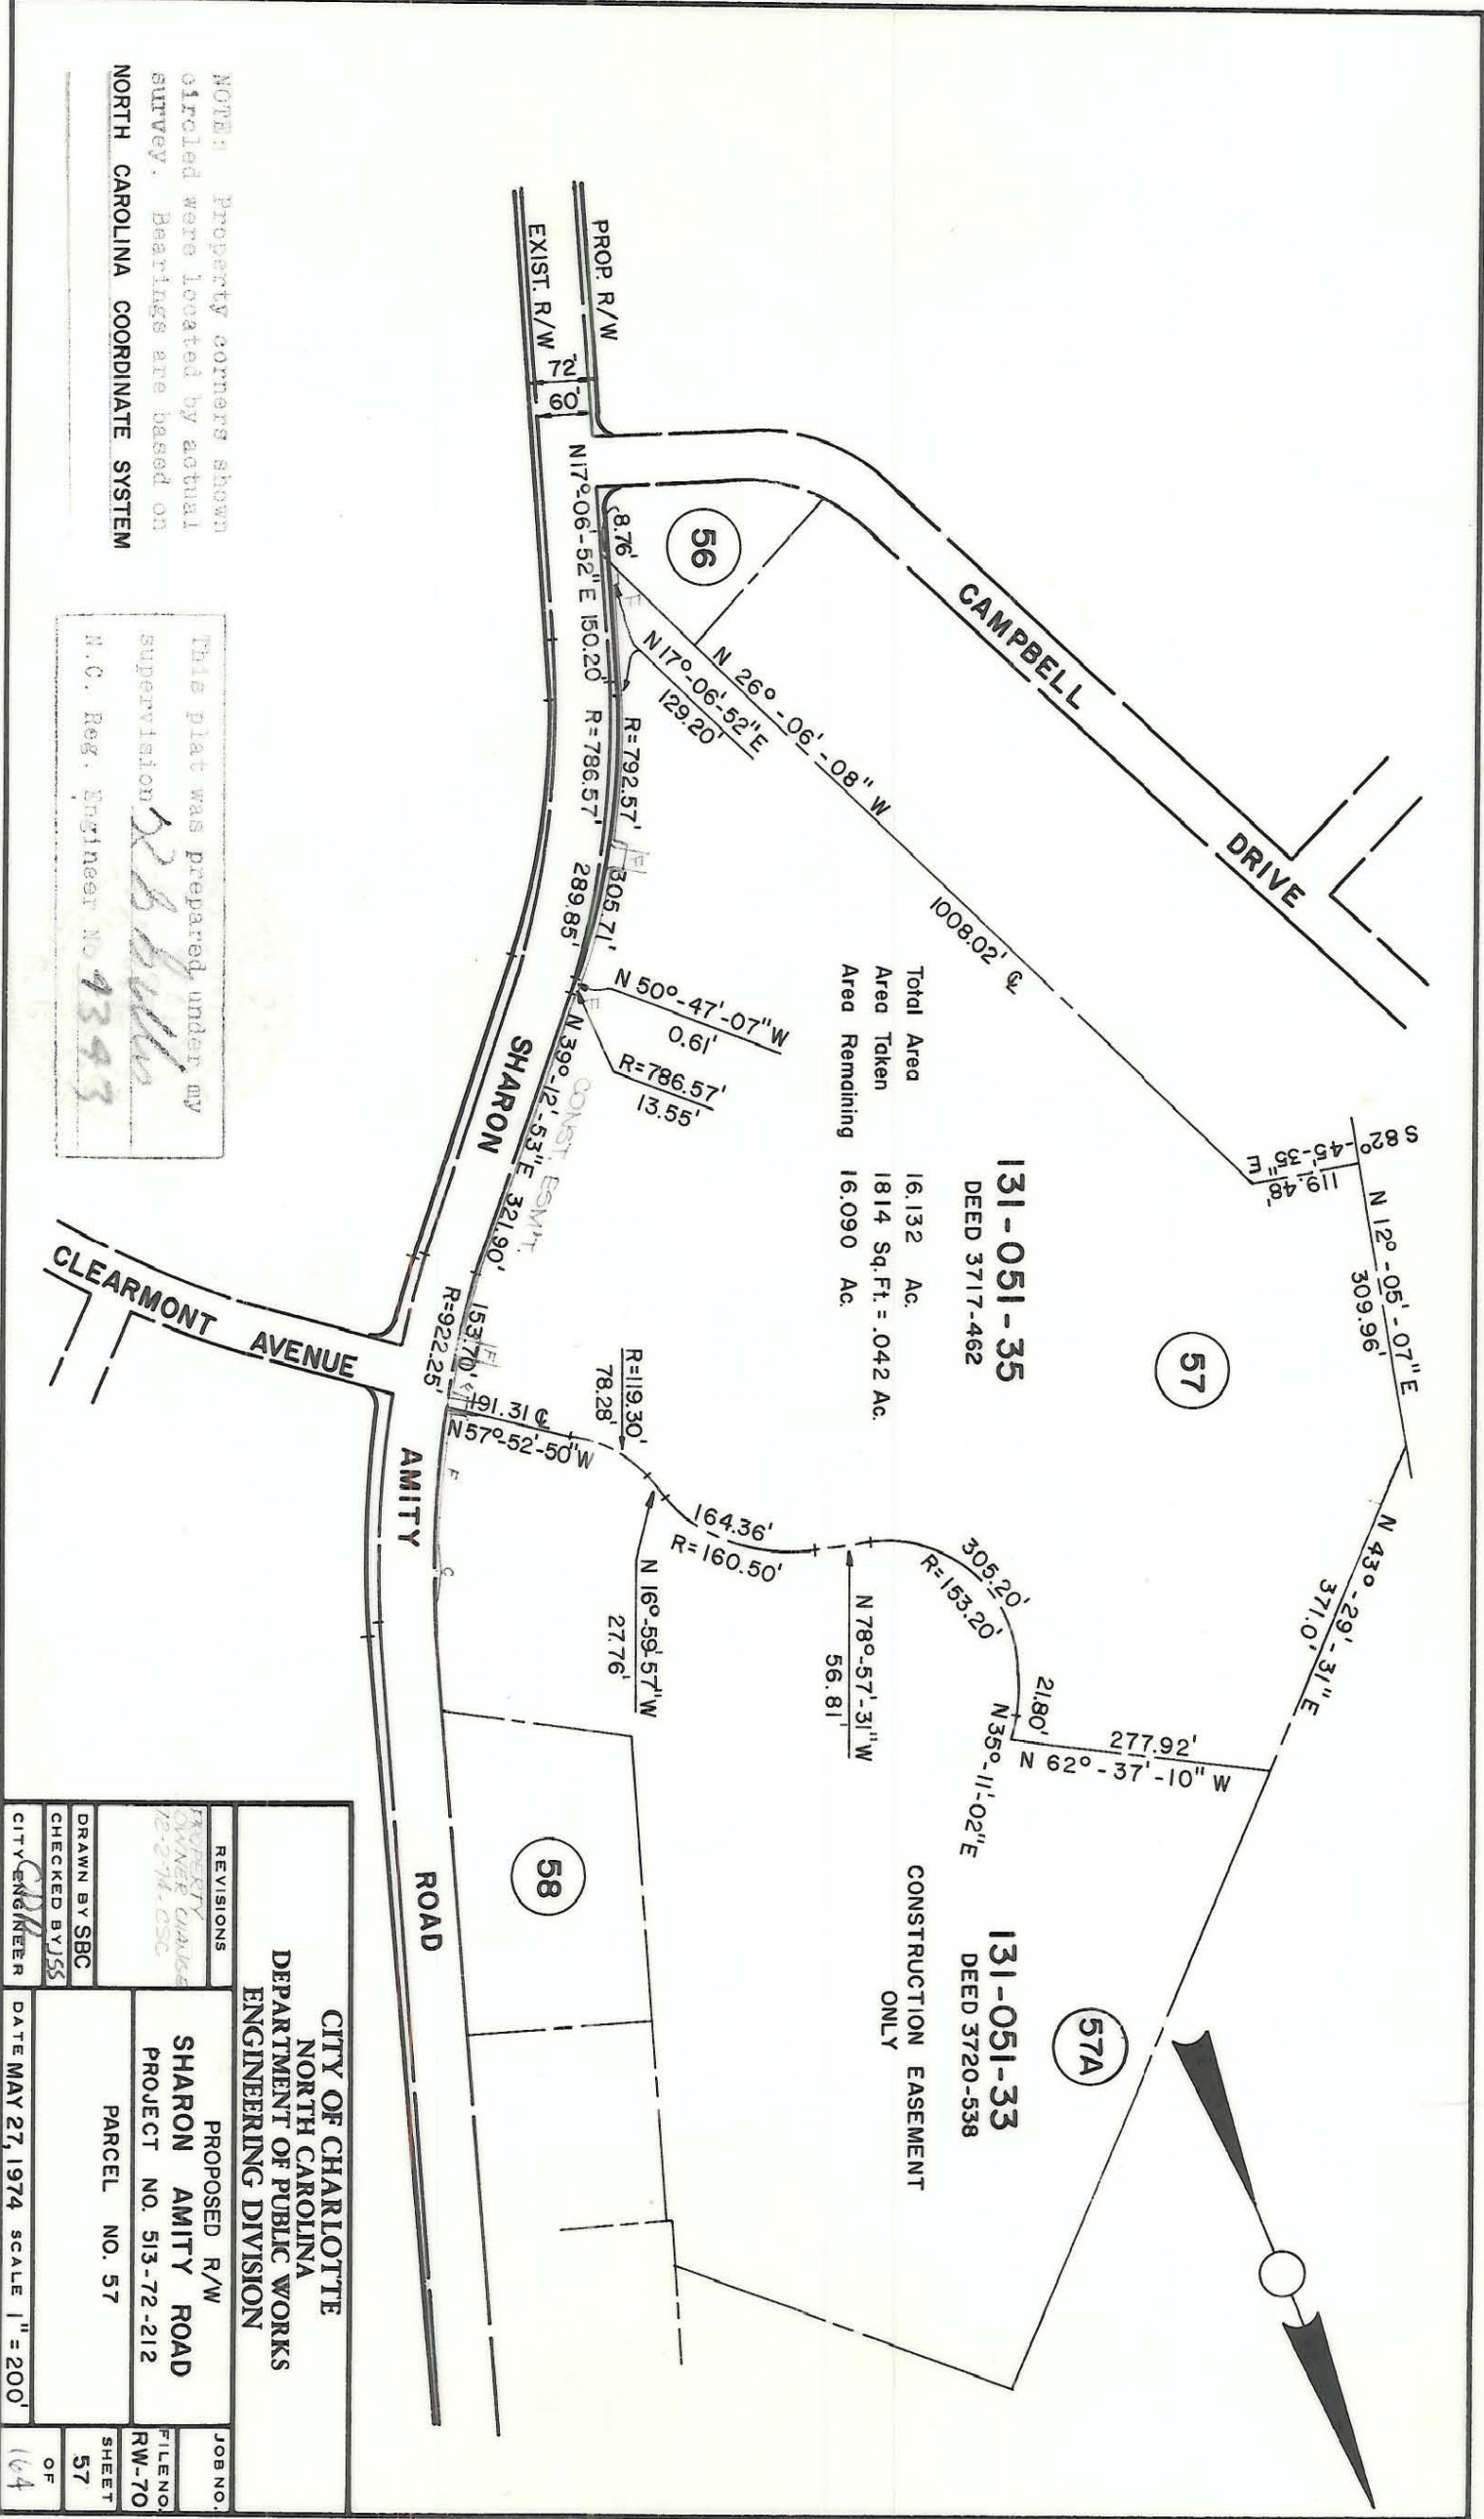 CAMPBELL DRIVE
S 82°-45'-35" E
119.48'
N 12°-05'-07" E
309.96'
N 43°-29'-31" E
371.0'
N 26°-06'-08" W
1008.02' ℄
56
57
57A
58
131-051-35
DEED 3717-462
Total Area 16.132 Ac.
Area Taken 1814 Sq.Ft. = .042 Ac.
Area Remaining 16.090 Ac.
131-051-33
DEED 3720-538
CONSTRUCTION EASEMENT
ONLY
277.92'
N 62°-37'-10" W
21.80'
N35°-11'-02"E
305.20'
R=153.20'
N 78°-57'-31" W
56.81'
164.36'
R=160.50'
N 16°-59'-57" W
27.76'
R=119.30'
78.28'
191.31 ℄
N57°-52'-50"W
PROP. R/W
EXIST. R/W
72'
60'
8.76'
N17°-06'-52"E
129.20'
N17°-06'-52" E 150.20'
R=792.57' 305.71'
R=786.57' 289.85'
N 50°-47'-07" W
0.61'
R=786.57'
13.55'
N 39°-12'-53" E 321.90'
CONST. ESM'T.
153.70'
R=922.25'
F
F
F
F
F
SHARON AMITY ROAD
CLEARMONT AVENUE
NOTE: Property corners shown
circled were located by actual
survey. Bearings are based on
NORTH CAROLINA COORDINATE SYSTEM
This plat was prepared under my
supervision
N.C. Reg. Engineer No. 4393
CITY OF CHARLOTTE
NORTH CAROLINA
DEPARTMENT OF PUBLIC WORKS
ENGINEERING DIVISION
REVISIONS
PROPERTY
OWNER CHANGE
12-2-74-CSC
DRAWN BY SBC
CHECKED BY JSS
CITY ENGINEER
PROPOSED R/W
SHARON AMITY ROAD
PROJECT NO. 513-72-212
PARCEL NO. 57
DATE MAY 27, 1974 SCALE 1"=200'
JOB NO.
FILE NO.
RW-70
SHEET
57
OF
164